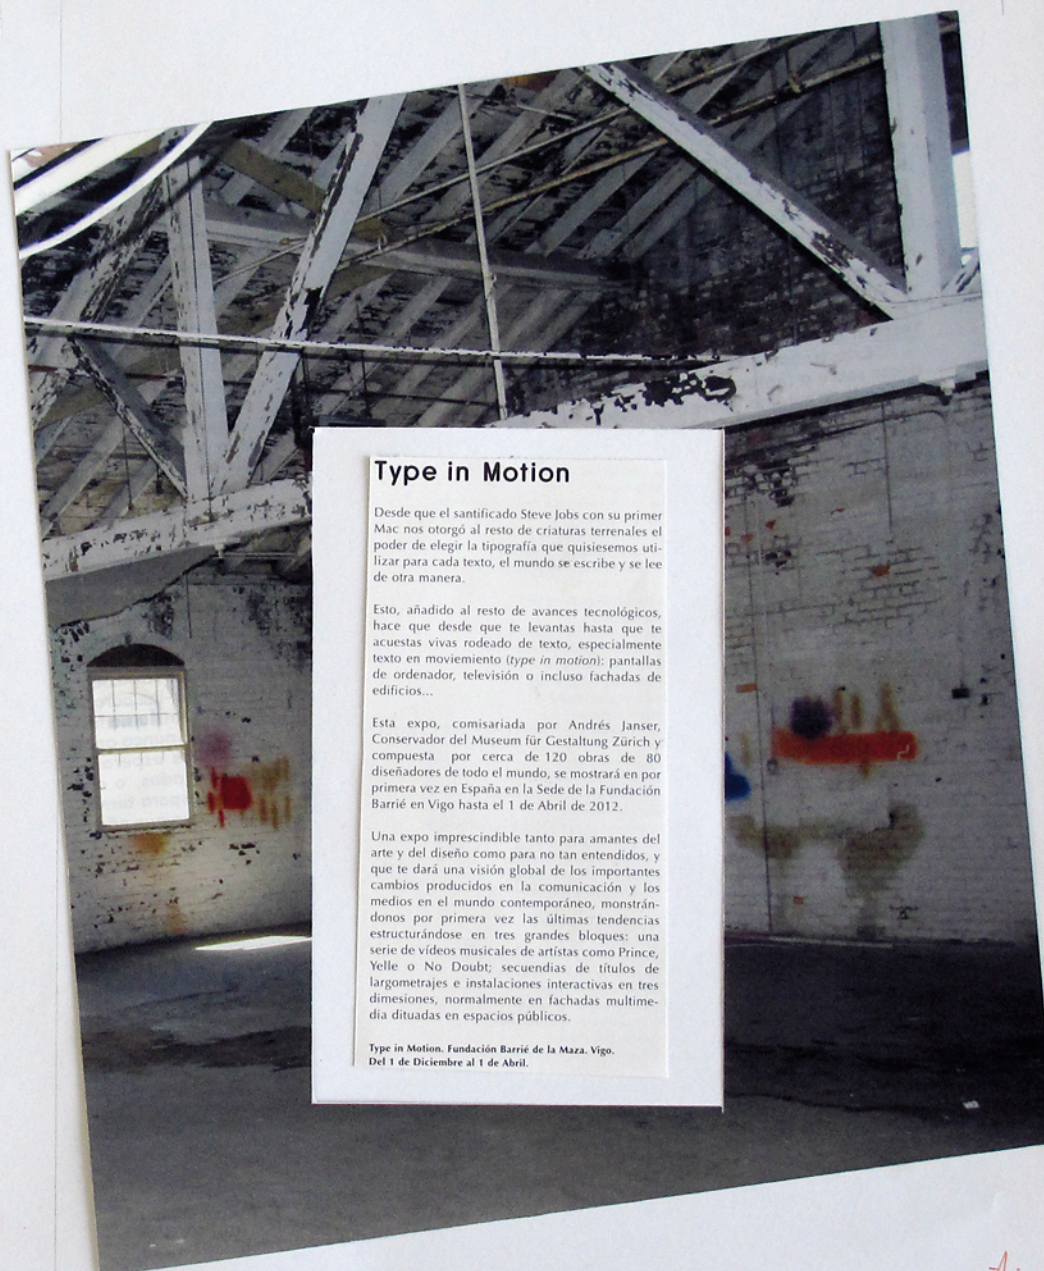 Type in Motion
Desde que el santificado Steve Jobs con su primer
Mac nos otorgó al resto de criaturas terrenales el
poder de elegir la tipografía que quisiesemos uti-
lizar para cada texto, el mundo se escribe y se lee
de otra manera.
Esto, añadido al resto de avances tecnológicos,
hace que desde que te levantas hasta que te
acuestas vivas rodeado de texto, especialmente
texto en moviemiento (type in motion): pantallas
de ordenador, televisión o incluso fachadas de
edificios...
Esta expo, comisariada por Andrés Janser,
Conservador del Museum für Gestaltung Zürich y
compuesta por cerca de 120 obras de 80
diseñadores de todo el mundo, se mostrará en por
primera vez en España en la Sede de la Fundación
Barrié en Vigo hasta el 1 de Abril de 2012.
Una expo imprescindible tanto para amantes del
arte y del diseño como para no tan entendidos, y
que te dará una visión global de los importantes
cambios producidos en la comunicación y los
medios en el mundo contemporáneo, monstrán-
donos por primera vez las últimas tendencias
estructurándose en tres grandes bloques: una
serie de vídeos musicales de artistas como Prince,
Yelle o No Doubt; secuendias de títulos de
largometrajes e instalaciones interactivas en tres
dimesiones, normalmente en fachadas multime-
dia dituadas en espacios públicos.
Type in Motion. Fundación Barrié de la Maza. Vigo.
Del 1 de Diciembre al 1 de Abril.